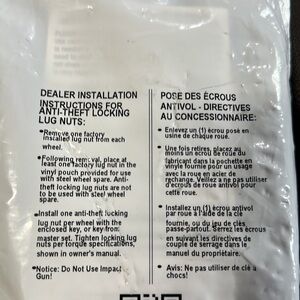 DEALER INSTALLATION
INSTRUCTIONS FOR
ANTI-THEFT LOCKING
LUG NUTS:
•Remove one factory
installed lug nut from each
wheel.
•Following removal, place at
least one factory lug nut in the
vinyl pouch provided for use
with steel wheel spare. Anti-
theft locking lug nuts are not
to be used with steel wheel
spare.
•Install one anti-theft locking
lug nut per wheel with the
enclosed key, or key from
master set. Tighten locking lug
nuts per torque specifications,
shown in owner's manual.
•Notice: Do Not Use Impact
Gun!
POSE DES ÉCROUS
ANTIVOL - DIRECTIVES
AU CONCESSIONNAIRE:
• Enlevez un (1) écrou posé en
usine de chaque roue.
• Une fois retirés, placez au
moins un écrou de roue du
fabricant dans la pochette en
vinyle fournie pour un usage
avec la roue en acier de
rechange. Veillez à ne pas utiliser
d'écrous de roue antivol pour
cette roue.
• Installez un (1) écrou antivol
par roue à l'aide de la clé
fournie, ou du jeu de clés
passe-partout. Serrez les écrous
en suivant les directives de
couple de serrage dans le
manuel du propriétaire.
• Avis: Ne pas utiliser de clé à
chocs!